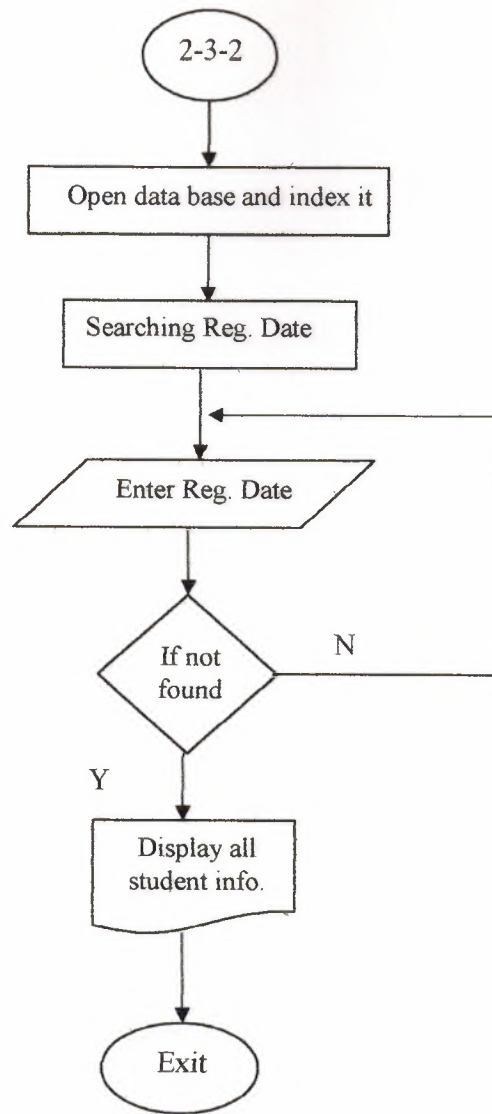 2-3-2
Open data base and index it
Searching Reg. Date
Enter Reg. Date
If not
found
N
Y
Display all
student info.
Exit